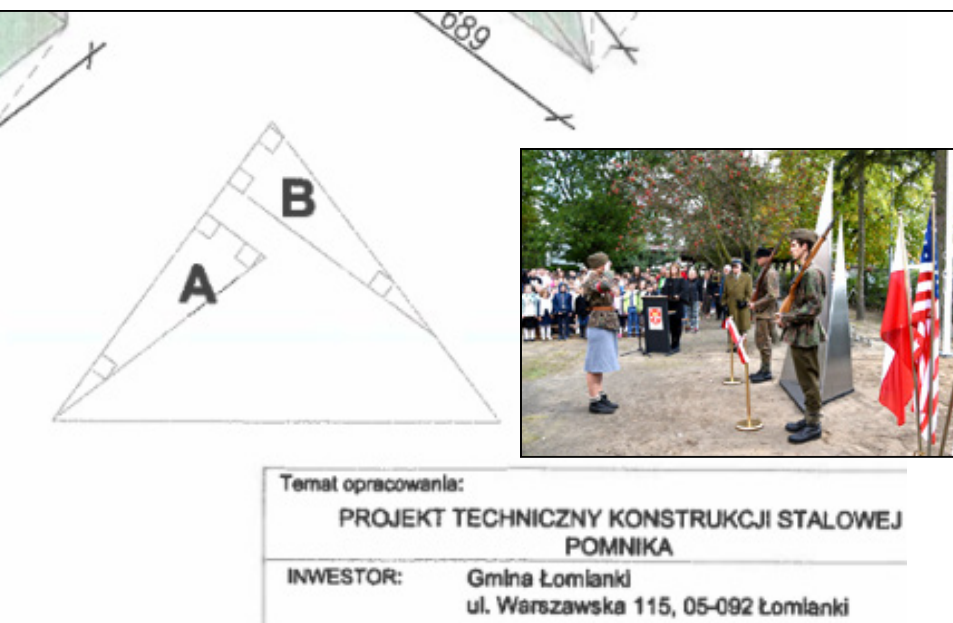 689
B
A
Temat opracowania:
PROJEKT TECHNICZNY KONSTRUKCJI STALOWEJ
POMNIKA
INWESTOR: Gmina Łomianki
ul. Warszawska 115, 05-092 Łomianki